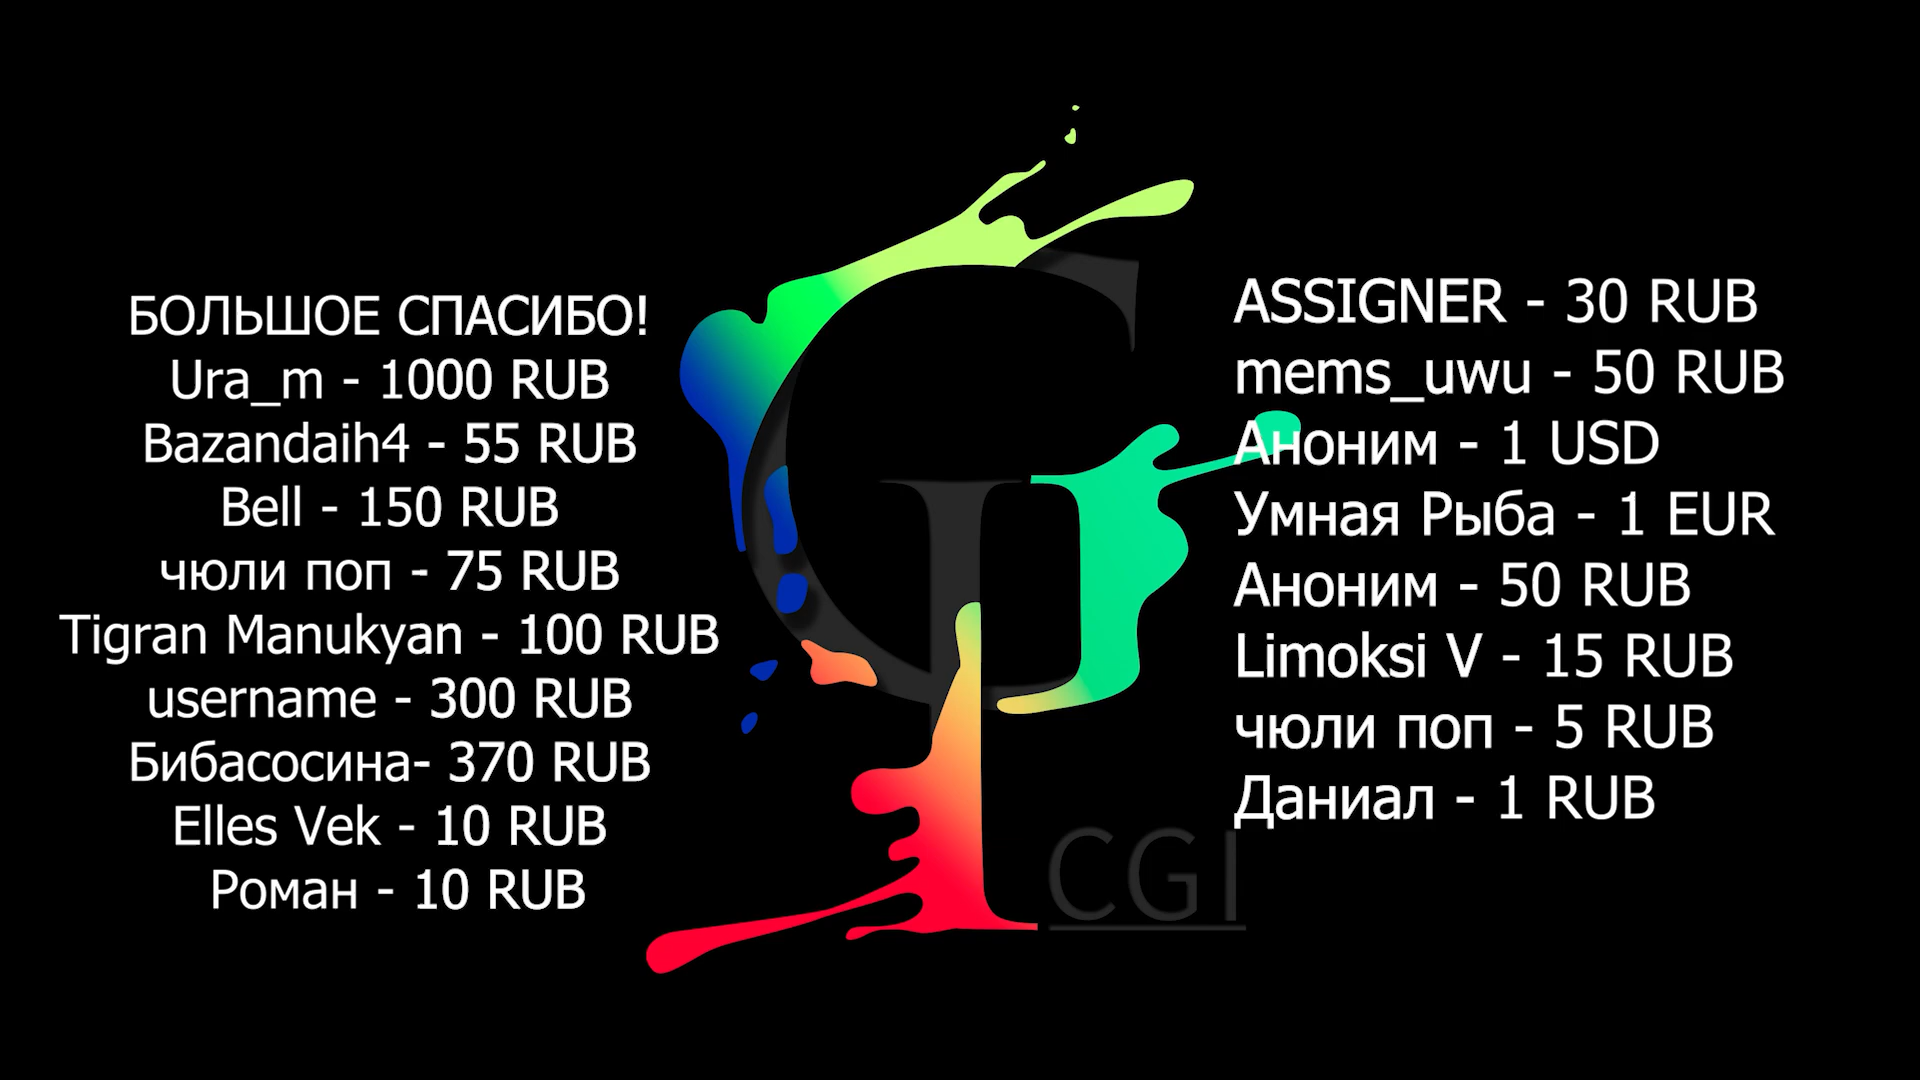 БОЛЬШОЕ СПАСИБО!
Ura_m - 1000 RUB
Bazandaih4 - 55 RUB
Bell - 150 RUB
чюли поп - 75 RUB
Tigran Manukyan - 100 RUB
username - 300 RUB
Бибасосина- 370 RUB
Elles Vek - 10 RUB
Роман - 10 RUB
ASSIGNER - 30 RUB
mems_uwu - 50 RUB
Аноним - 1 USD
Умная Рыба - 1 EUR
Аноним - 50 RUB
Limoksi V - 15 RUB
чюли поп - 5 RUB
Даниал - 1 RUB
CGI